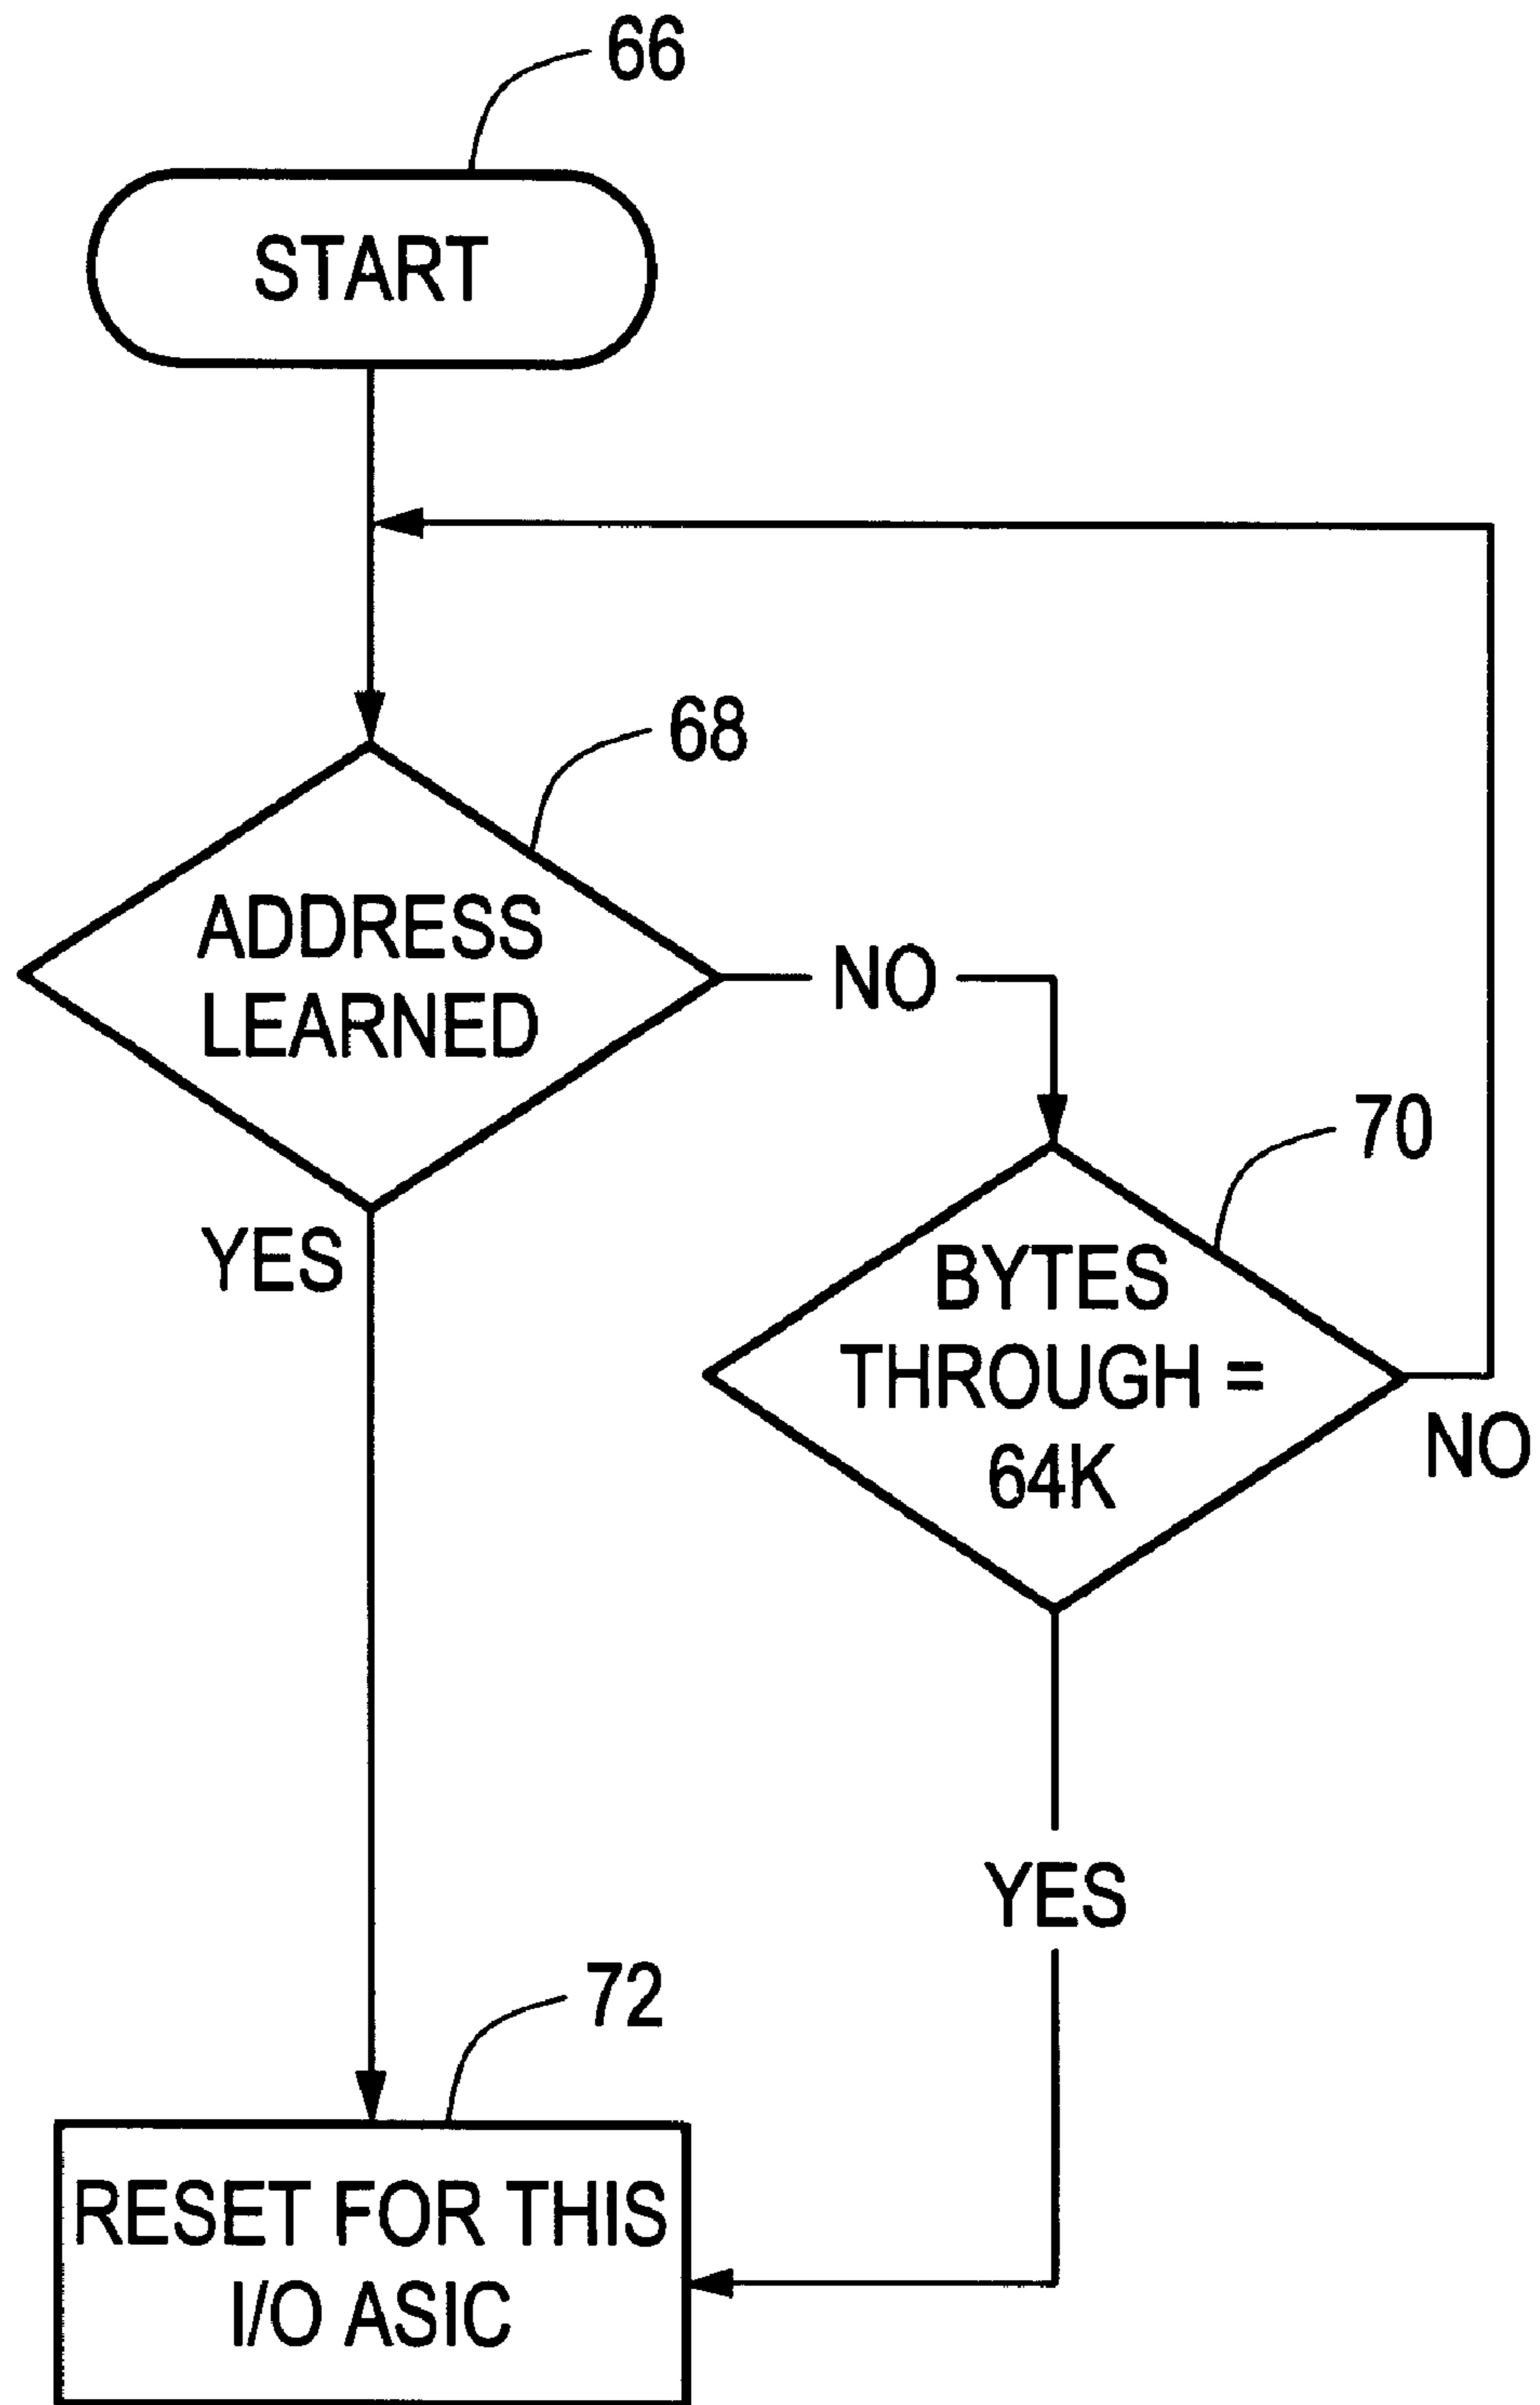 66
START
68
ADDRESS
LEARNED
NO
YES
70
BYTES
THROUGH =
64K
NO
YES
72
RESET FOR THIS
I/O ASIC